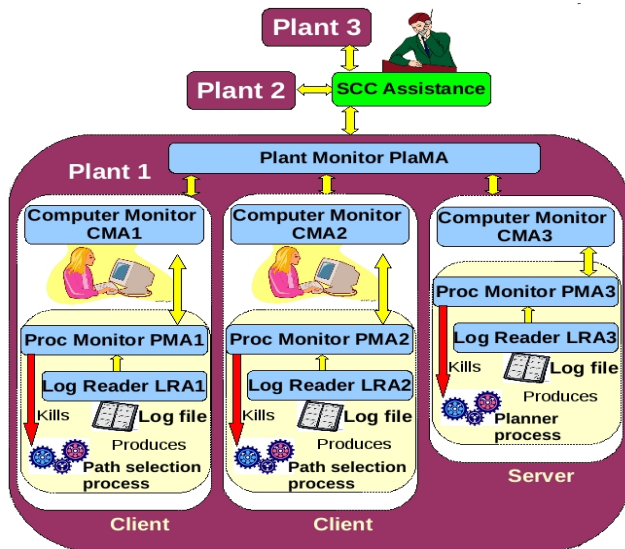 Plant 3
Plant 2
SCC Assistance
Plant 1
Plant Monitor PlaMA
Computer Monitor
CMA1
Computer Monitor
CMA2
Computer Monitor
CMA3
Proc Monitor PMA1
Proc Monitor PMA2
Proc Monitor PMA3
Log Reader LRA1
Log Reader LRA2
Log Reader LRA3
Kills
Log file
Produces
Path selection
process
Kills
Log file
Produces
Path selection
process
Kills
Log file
Produces
Planner
process
Client
Client
Server